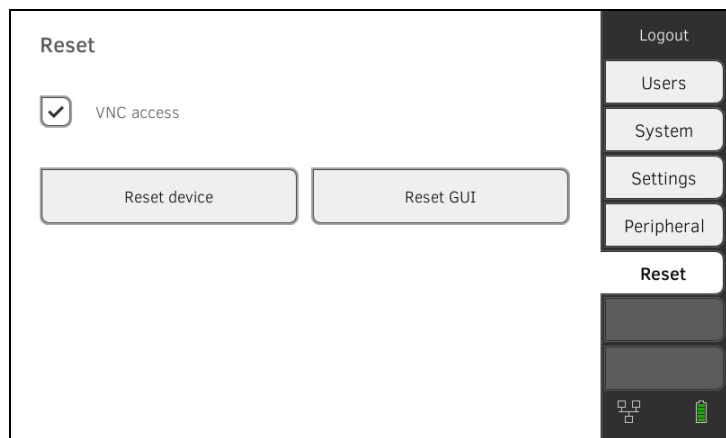 Reset
VNC access
Reset device
Reset GUI
Logout
Users
System
Settings
Peripheral
Reset